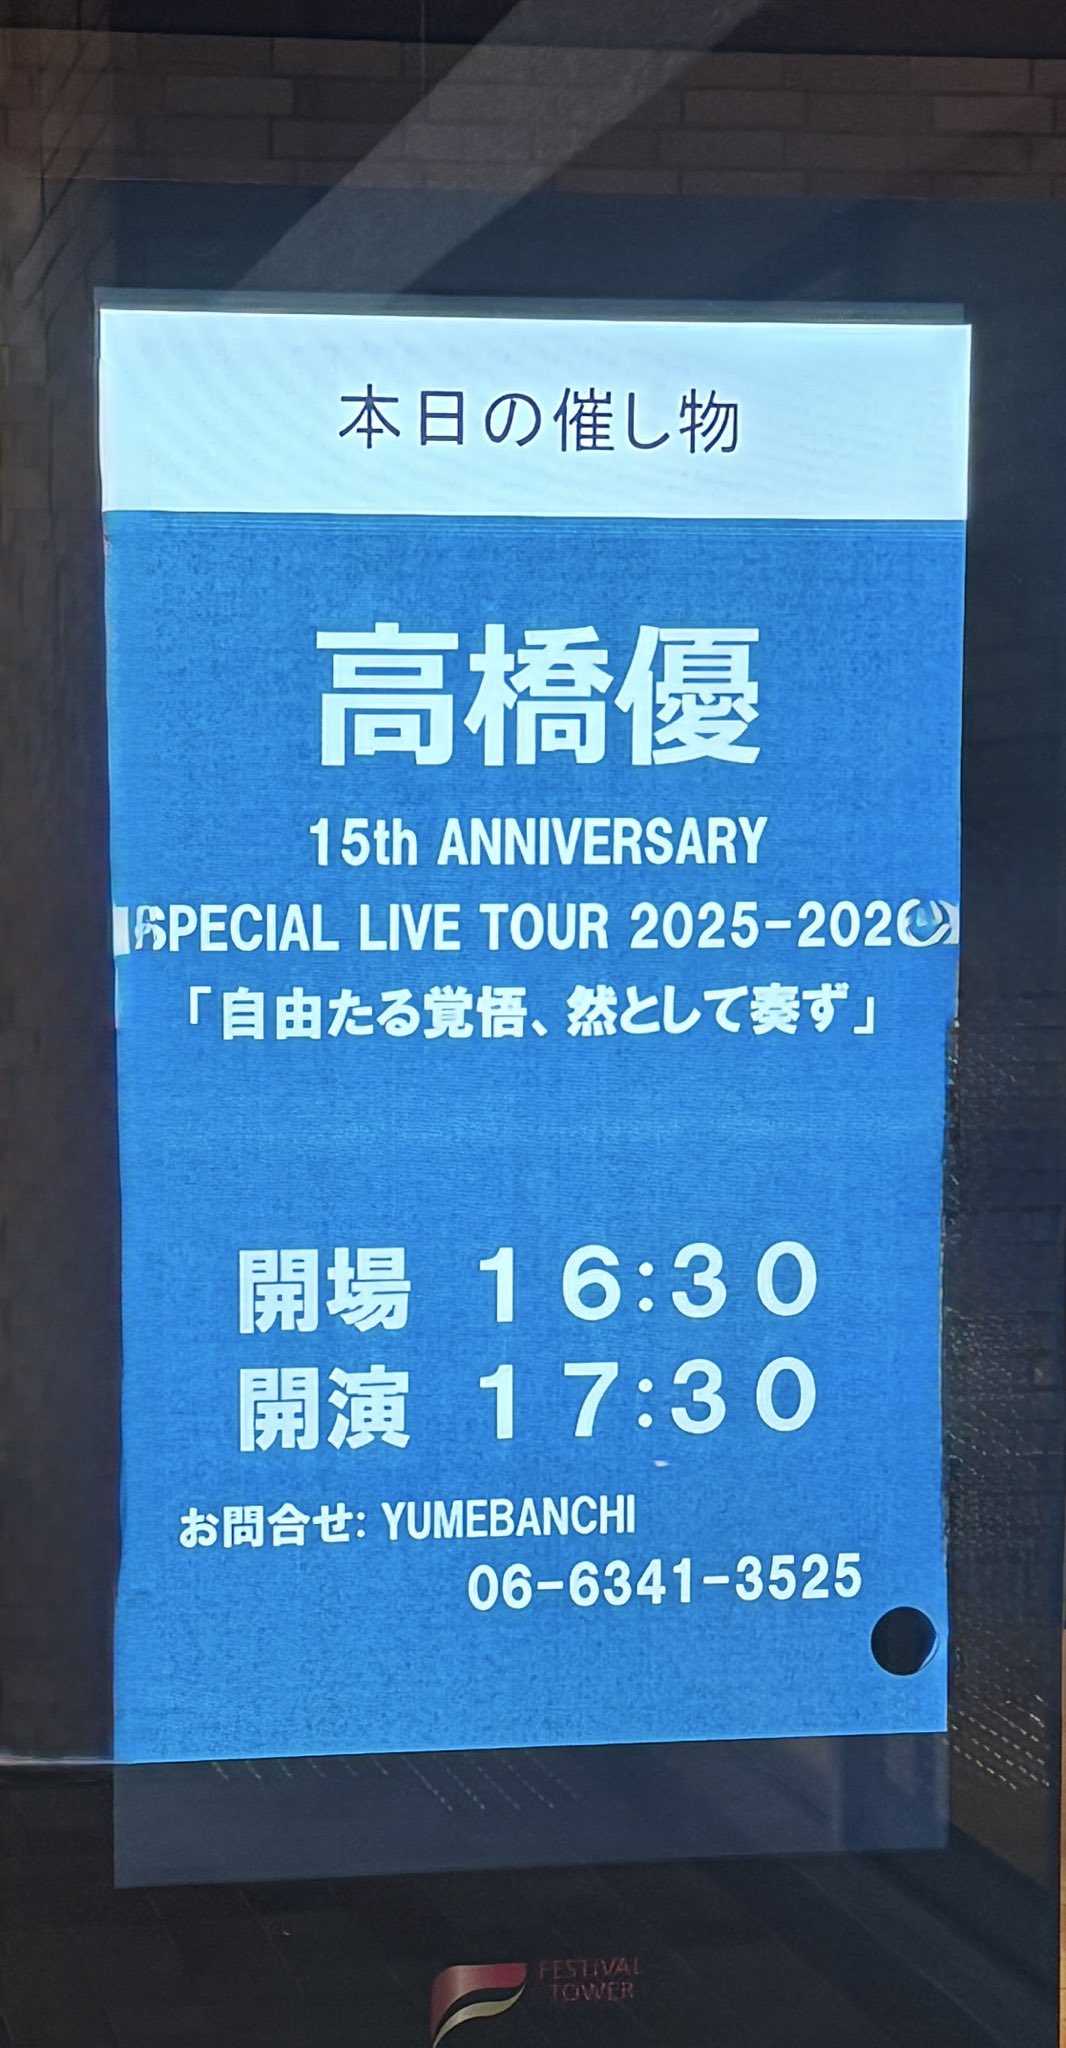 本日の催し物
高橋優
15th ANNIVERSARY
SPECIAL LIVE TOUR 2025-2026
「自由たる覚悟、然として奏ず」
開場 16:30
開演 17:30
お問合せ: YUMEBANCHI
06-6341-3525
FESTIVAL
TOWER